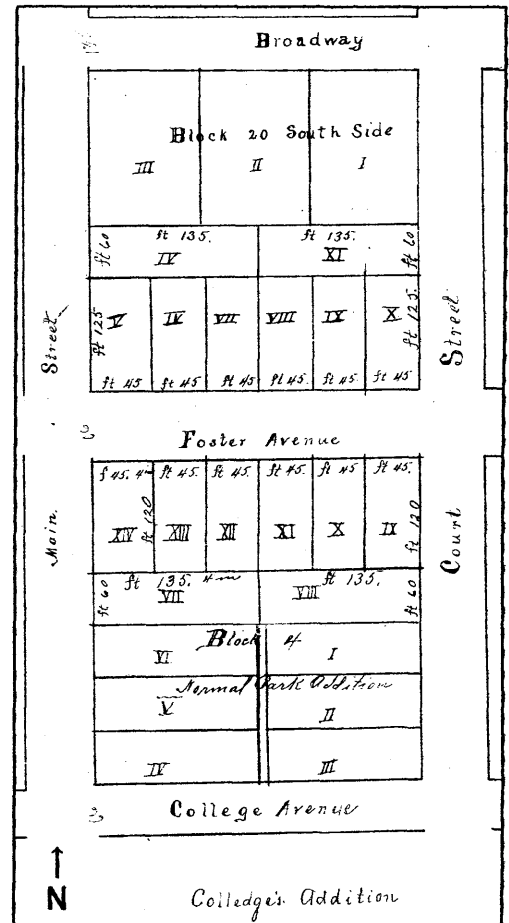 Broadway
Block 20 South Side
III II I
ft 60 ft 135. ft 135. ft 60
IV XI
ft 125 V IV VII VIII IX X ft 125.
ft 45 ft 45 ft 45 ft 45. ft 45. ft 45
Street
Street
Foster Avenue
ft 45. ft 45. ft 45. ft 45 ft 45.
XIV ft 120 XIII XII XI X IX ft 120
Main.
Court
ft 60 ft 135. ft 135. ft 60
VII VIII
Block 4
VI I
Normal Park Addition
V II
IV III
College Avenue
N
Colledge's Addition